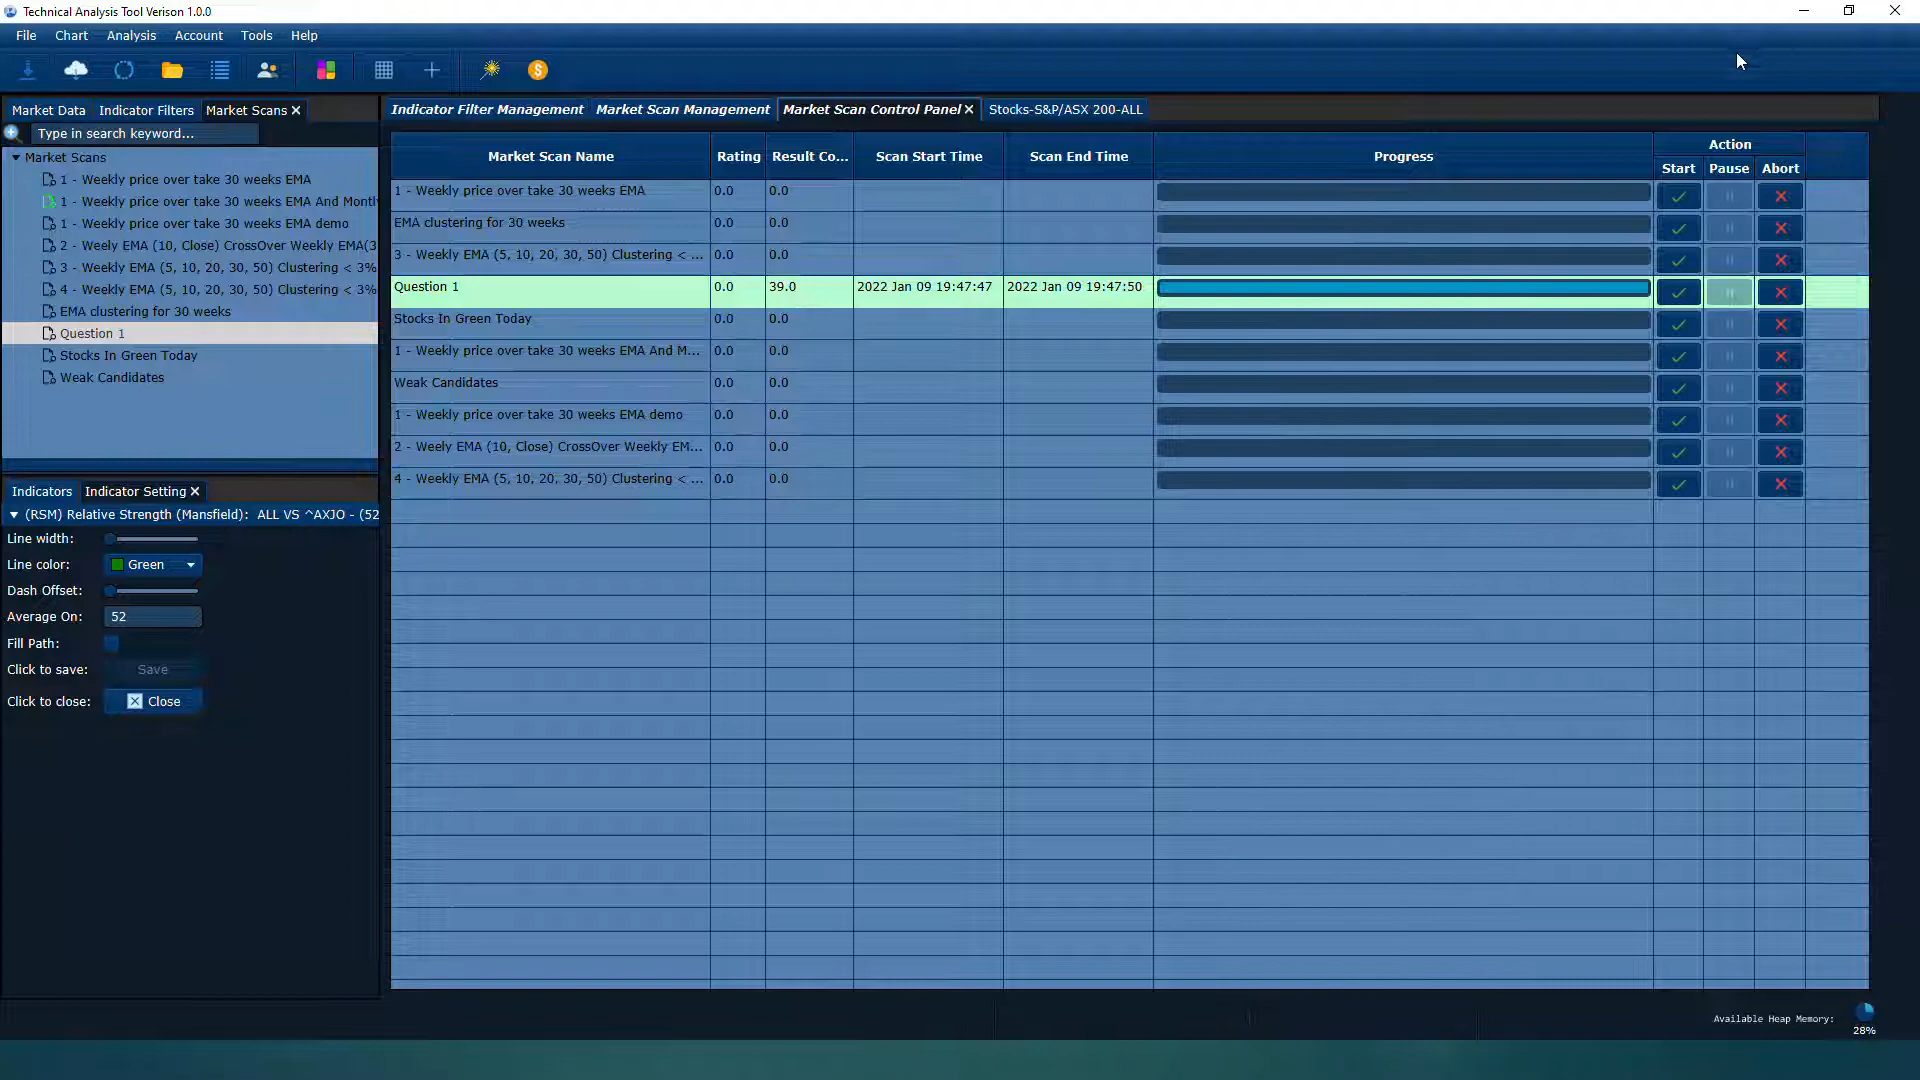 Technical Analysis Tool Verison 1.0.0
File Chart Analysis Account Tools Help
Market Data Indicator Filters Market Scans
Type in search keyword...
Market Scans
1 - Weekly price over take 30 weeks EMA
1 - Weekly price over take 30 weeks EMA And Montl
1 - Weekly price over take 30 weeks EMA demo
2 - Weely EMA (10, Close) CrossOver Weekly EMA(3
3 - Weekly EMA (5, 10, 20, 30, 50) Clustering < 3%
4 - Weekly EMA (5, 10, 20, 30, 50) Clustering < 3%
EMA clustering for 30 weeks
Question 1
Stocks In Green Today
Weak Candidates
Indicators Indicator Setting
(RSM) Relative Strength (Mansfield): ALL VS ^AXJO - (52
Line width:
Line color: Green
Dash Offset:
Average On: 52
Fill Path:
Click to save: Save
Click to close: Close
Indicator Filter Management Market Scan Management Market Scan Control Panel Stocks-S&P/ASX 200-ALL
Market Scan Name Rating Result Co... Scan Start Time Scan End Time Progress Action
Start Pause Abort
1 - Weekly price over take 30 weeks EMA 0.0 0.0
EMA clustering for 30 weeks 0.0 0.0
3 - Weekly EMA (5, 10, 20, 30, 50) Clustering < ... 0.0 0.0
Question 1 0.0 39.0 2022 Jan 09 19:47:47 2022 Jan 09 19:47:50
Stocks In Green Today 0.0 0.0
1 - Weekly price over take 30 weeks EMA And M... 0.0 0.0
Weak Candidates 0.0 0.0
1 - Weekly price over take 30 weeks EMA demo 0.0 0.0
2 - Weely EMA (10, Close) CrossOver Weekly EM... 0.0 0.0
4 - Weekly EMA (5, 10, 20, 30, 50) Clustering < ... 0.0 0.0
Available Heap Memory:
28%